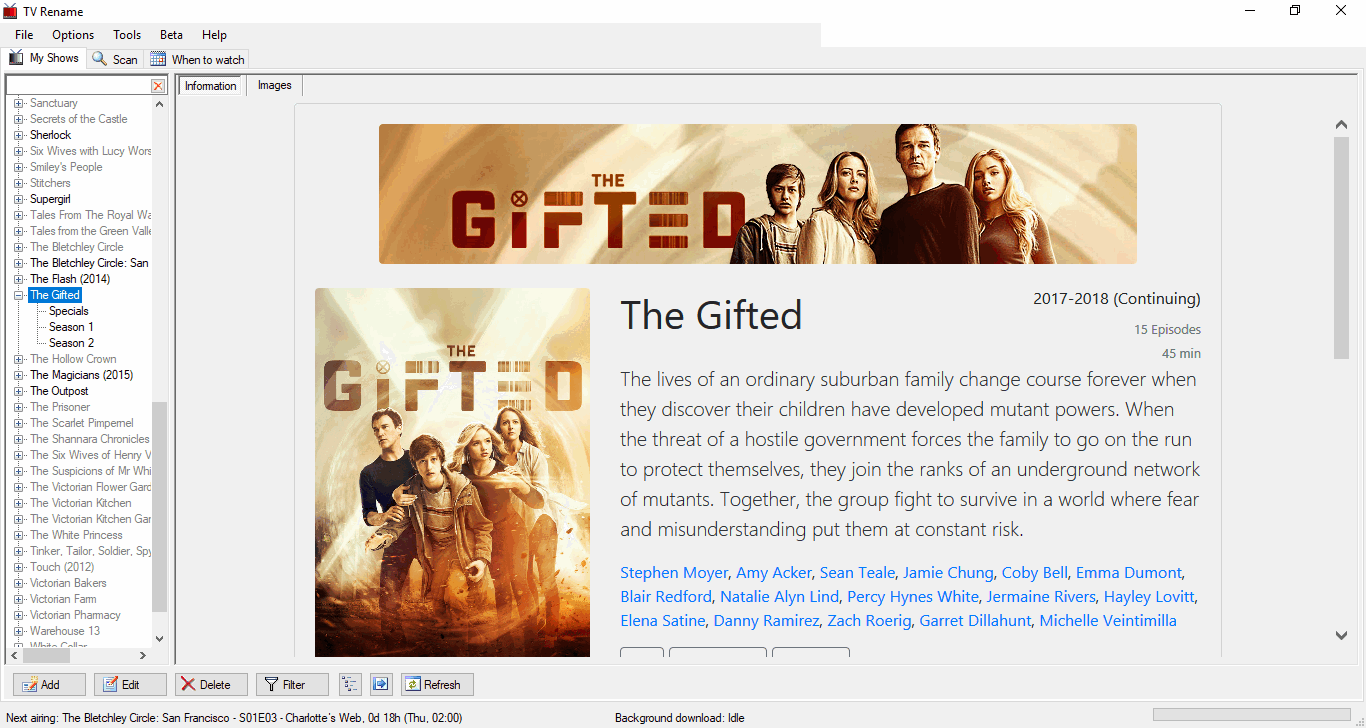 TV Rename
File Options Tools Beta Help
My Shows Scan When to watch
Information Images
Sanctuary
Secrets of the Castle
Sherlock
Six Wives with Lucy Wors
Smiley's People
Stitchers
Supergirl
Tales From The Royal Wa
Tales from the Green Valle
The Bletchley Circle
The Bletchley Circle: San
The Flash (2014)
The Gifted
Specials
Season 1
Season 2
The Hollow Crown
The Magicians (2015)
The Outpost
The Prisoner
The Scarlet Pimpernel
The Shannara Chronicles
The Six Wives of Henry V
The Suspicions of Mr Whi
The Victorian Flower Gard
The Victorian Kitchen
The Victorian Kitchen Gar
The White Princess
Tinker, Tailor, Soldier, Spy
Touch (2012)
Victorian Bakers
Victorian Farm
Victorian Pharmacy
Warehouse 13
White Collar
THE
GiFTED
THE
GiFTED
The Gifted
2017-2018 (Continuing)
15 Episodes
45 min
The lives of an ordinary suburban family change course forever when
they discover their children have developed mutant powers. When
the threat of a hostile government forces the family to go on the run
to protect themselves, they join the ranks of an underground network
of mutants. Together, the group fight to survive in a world where fear
and misunderstanding put them at constant risk.
Stephen Moyer, Amy Acker, Sean Teale, Jamie Chung, Coby Bell, Emma Dumont,
Blair Redford, Natalie Alyn Lind, Percy Hynes White, Jermaine Rivers, Hayley Lovitt,
Elena Satine, Danny Ramirez, Zach Roerig, Garret Dillahunt, Michelle Veintimilla
Add Edit Delete Filter Refresh
Next airing: The Bletchley Circle: San Francisco - S01E03 - Charlotte's Web, 0d 18h (Thu, 02:00)
Background download: Idle